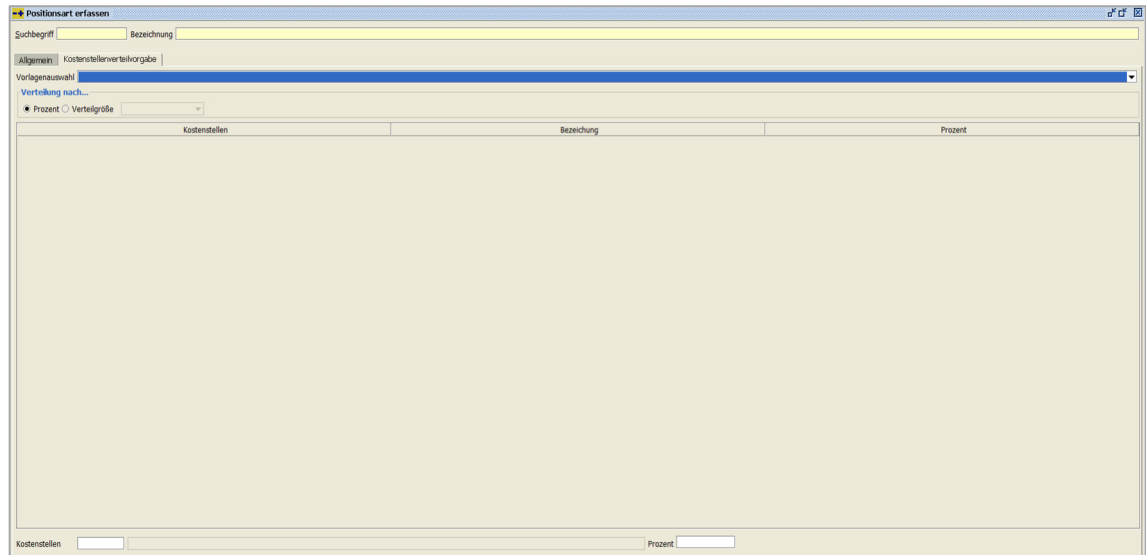 Positionsart erfassen
Suchbegriff Bezeichnung
Allgemein Kostenstellenverteilvorgabe
Vorlagenauswahl
Verteilung nach...
Prozent Verteilgröße
Kostenstellen Bezeichung Prozent
Kostenstellen Prozent